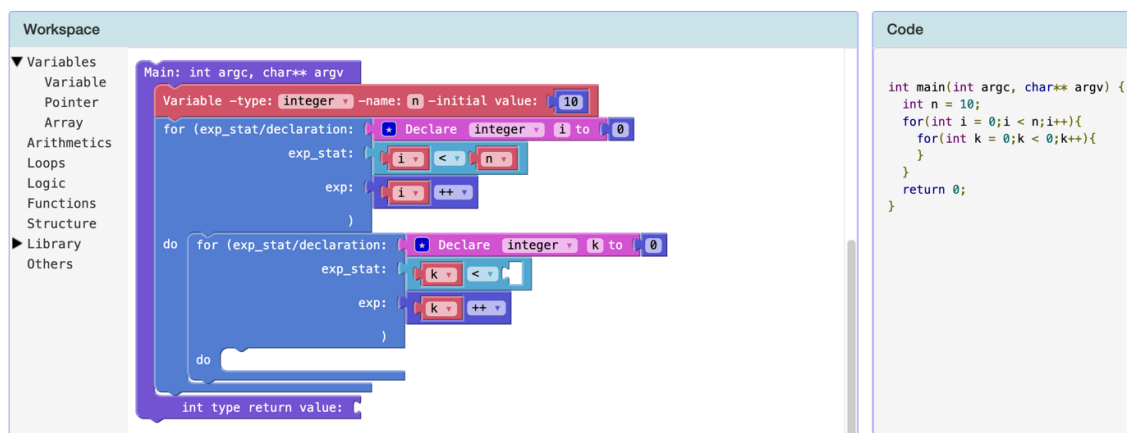 Workspace
Variables
Variable
Pointer
Array
Arithmetics
Loops
Logic
Functions
Structure
Library
Others
Main: int argc, char** argv
Variable -type: integer -name: n -initial value: 10
for (exp_stat/declaration: Declare integer i to 0
exp_stat: i < n
exp: i ++
)
do for (exp_stat/declaration: Declare integer k to 0
exp_stat: k <
exp: k ++
)
do
int type return value:
Code
int main(int argc, char** argv) {
int n = 10;
for(int i = 0;i < n;i++){
for(int k = 0;k < 0;k++){
}
}
return 0;
}